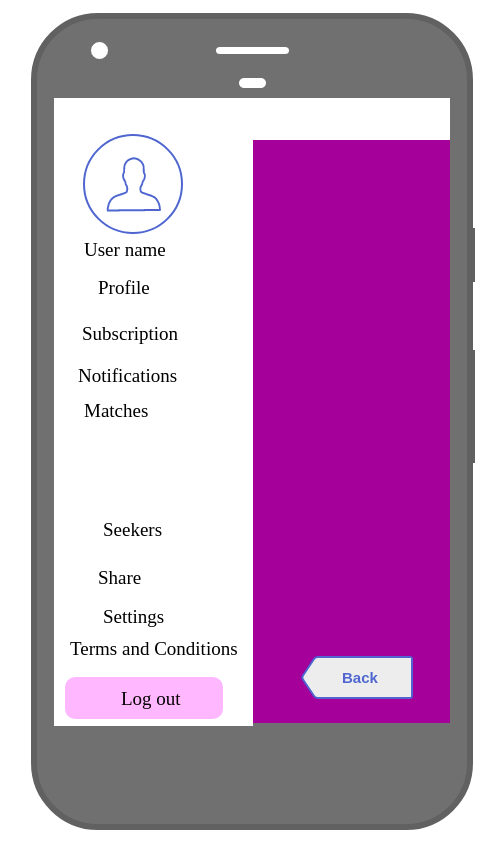 User name
Profile
Subscription
Notifications
Matches
Seekers
Share
Settings
Terms and Conditions
Back
Log out